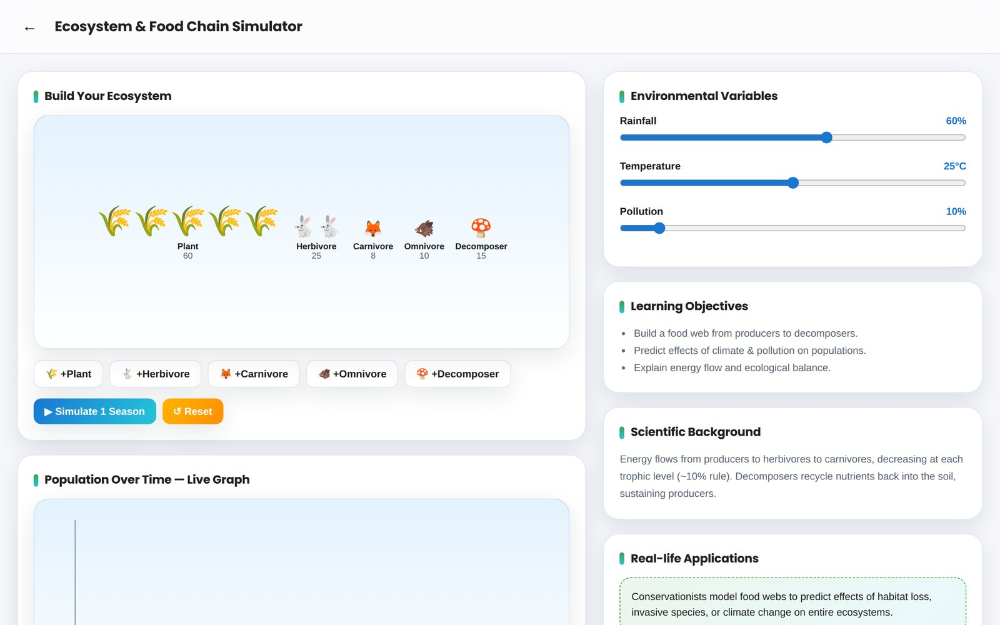 ← Ecosystem & Food Chain Simulator
Build Your Ecosystem
Plant
60
Herbivore
25
Carnivore
8
Omnivore
10
Decomposer
15
+Plant
+Herbivore
+Carnivore
+Omnivore
+Decomposer
▶ Simulate 1 Season
↺ Reset
Population Over Time — Live Graph
Environmental Variables
Rainfall 60%
Temperature 25°C
Pollution 10%
Learning Objectives
• Build a food web from producers to decomposers.
• Predict effects of climate & pollution on populations.
• Explain energy flow and ecological balance.
Scientific Background
Energy flows from producers to herbivores to carnivores, decreasing at each
trophic level (~10% rule). Decomposers recycle nutrients back into the soil,
sustaining producers.
Real-life Applications
Conservationists model food webs to predict effects of habitat loss,
invasive species, or climate change on entire ecosystems.